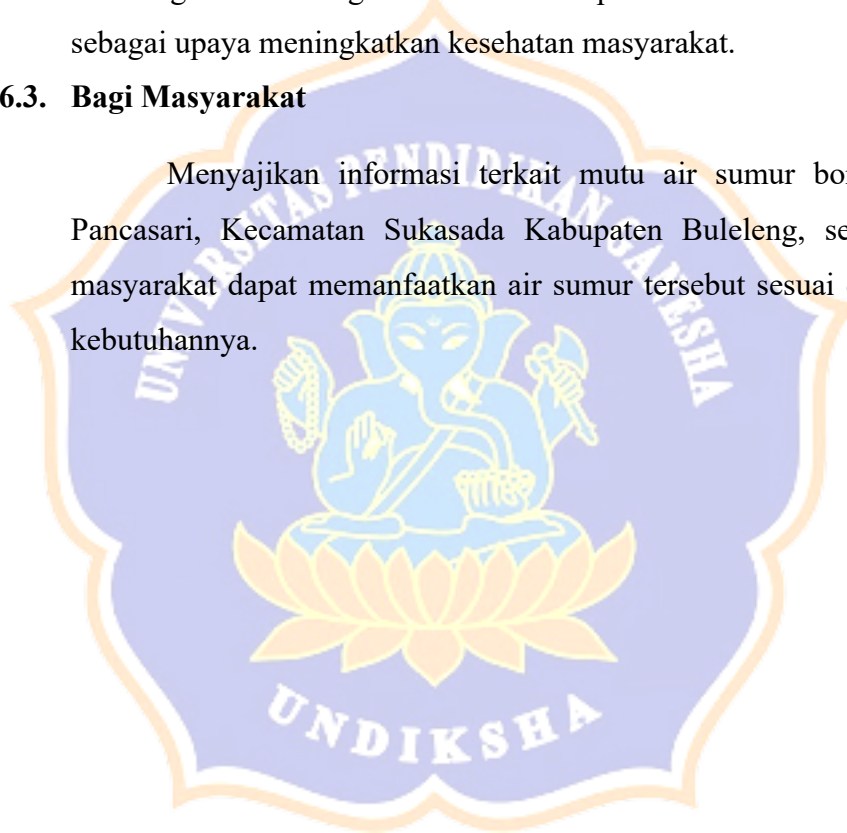 sebagai upaya meningkatkan kesehatan masyarakat.
6.3. Bagi Masyarakat
Menyajikan informasi terkait mutu air sumur
Pancasari, Kecamatan Sukasada Kabupaten Buleleng,
masyarakat dapat memanfaatkan air sumur tersebut sesuai
kebutuhannya.
UNIVERSITAS PENDIDIKAN GANESHA
UNDIKSHA